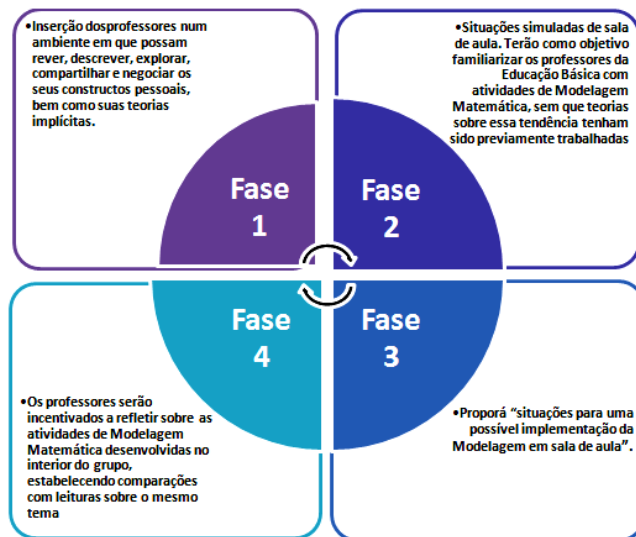 •Inserção dosprofessores num
ambiente em que possam
rever, descrever, explorar,
compartilhar e negociar os
seus constructos pessoais,
bem como suas teorias
implícitas.
•Situações simuladas de sala
de aula. Terão como objetivo
familiarizar os professores da
Educação Básica com
atividades de Modelagem
Matemática, sem que teorias
sobre essa tendência tenham
sido previamente trabalhadas
Fase
1
Fase
2
Fase
4
Fase
3
•Os professores serão
incentivados a refletir sobre as
atividades de Modelagem
Matemática desenvolvidas no
interior do grupo,
estabelecendo comparações
com leituras sobre o mesmo
tema
•Proporá “situações para uma
possível implementação da
Modelagem em sala de aula”.